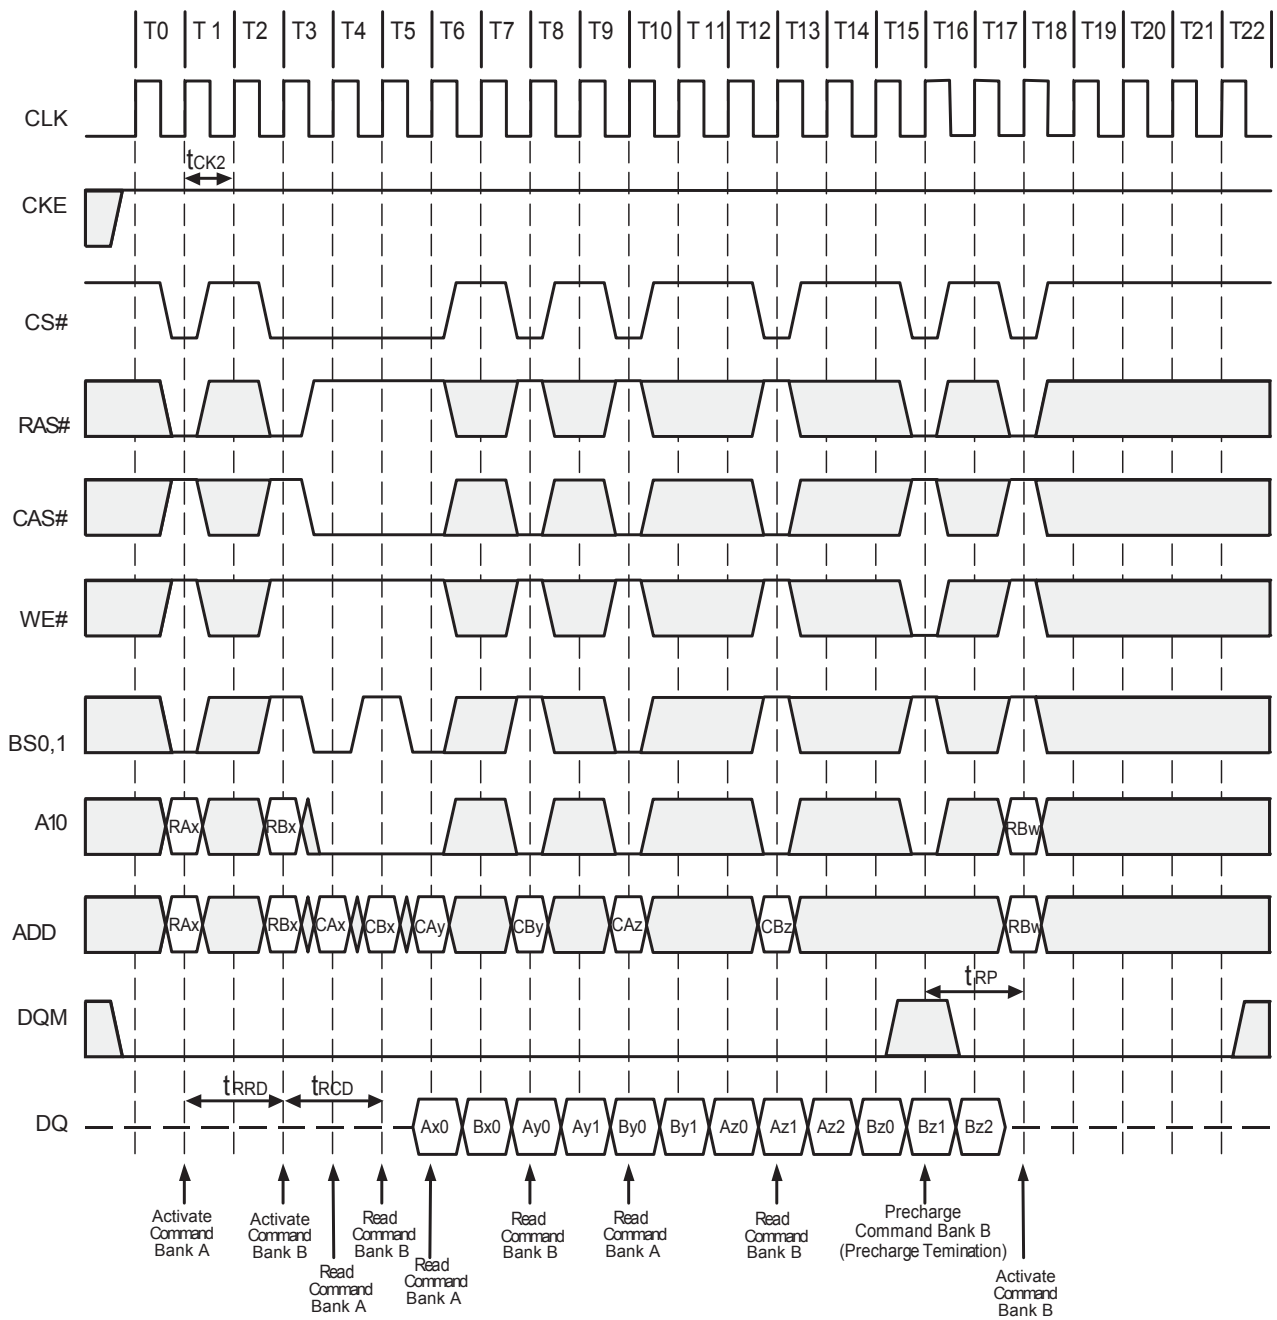 T0 T 1 T2 T3 T4 T5 T6 T7 T8 T9 T10 T 11 T12 T13 T14 T15 T16 T17 T18 T19 T20 T21 T22
CLK
tCK2
CKE
CS#
RAS#
CAS#
WE#
BS0,1
A10 RAx RBx RBw
ADD RAx RBx CAx CBx CAy CBy CAz CBz RBw
tRP
DQM
tRRD tRCD
DQ Ax0 Bx0 Ay0 Ay1 By0 By1 Az0 Az1 Az2 Bz0 Bz1 Bz2
Activate
Command
Bank A
Activate
Command
Bank B
Read
Command
Bank A
Read
Command
Bank B
Read
Command
Bank A
Read
Command
Bank B
Read
Command
Bank A
Read
Command
Bank B
Precharge
Command Bank B
(Precharge Temination)
Activate
Command
Bank B